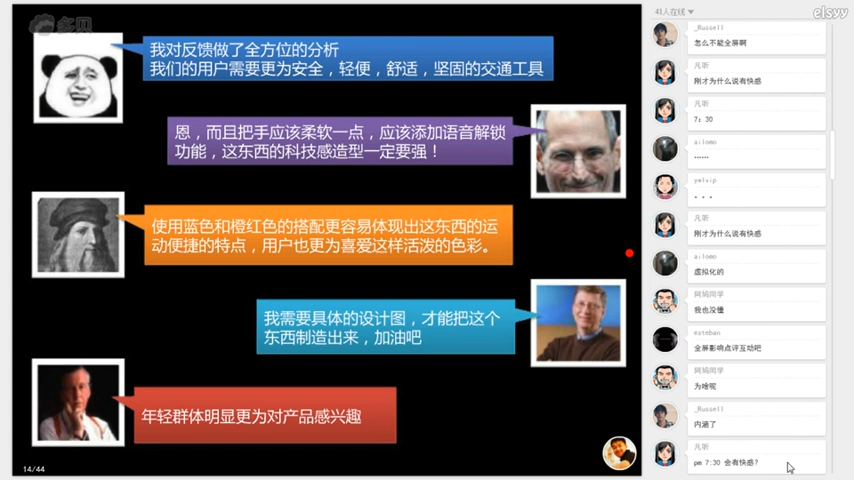 多贝
我对反馈做了全方位的分析
我们的用户需要更为安全，轻便，舒适，坚固的交通工具
恩，而且把手应该柔软一点，应该添加语音解锁
功能，这东西的科技感造型一定要强！
使用蓝色和橙红色的搭配更容易体现出这东西的运
动便捷的特点，用户也更为喜爱这样活泼的色彩。
我需要具体的设计图，才能把这个
东西制造出来，加油吧
年轻群体明显更为对产品感兴趣
14/44
41人在线
elsyy
_Russell
怎么不能全屏啊
凡昕
刚才为什么说有快感
凡昕
7：30
ailomo
……
yelvip
。。。
凡昕
刚才为什么说有快感
ailomo
虚拟化的
阿鸠同学
我也没懂
esteban
全屏影响点评互动吧
阿鸠同学
为啥呢
_Russell
内涵了
凡昕
pm 7:30 会有快感?